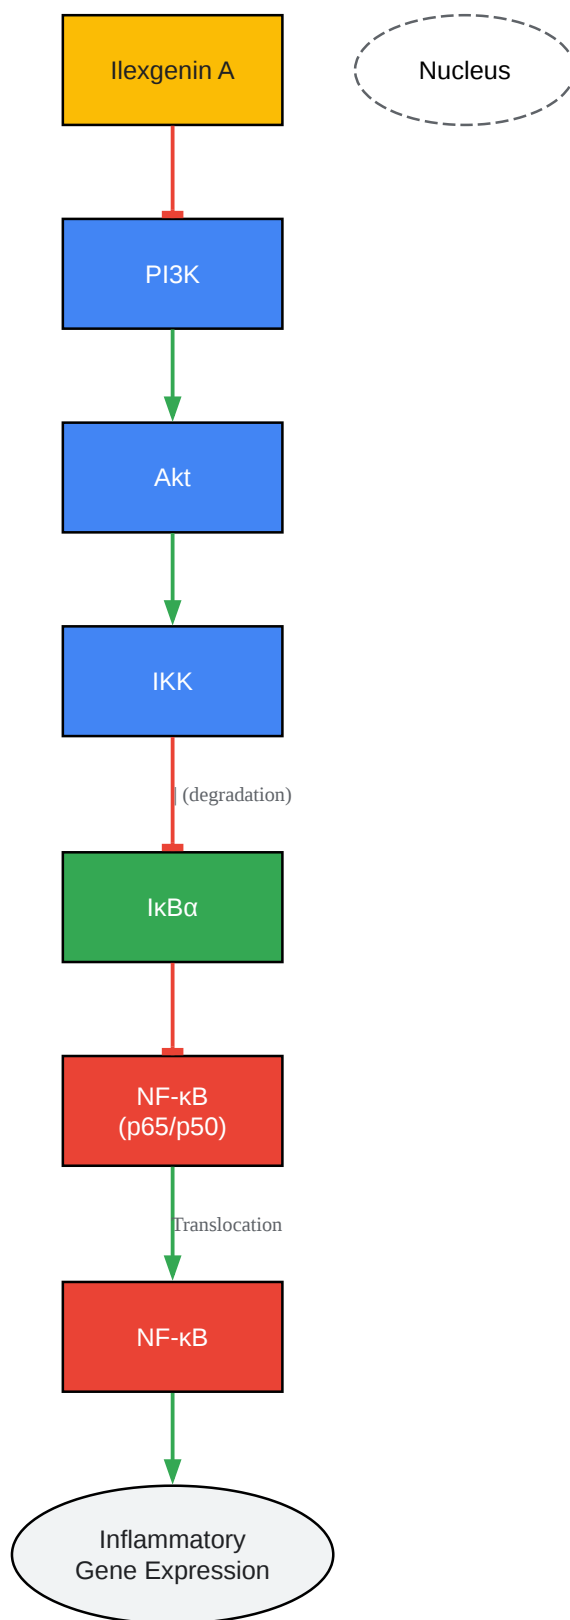 Ilexgenin A
Nucleus
PI3K
Akt
IKK
| (degradation)
IκBα
NF-κB
(p65/p50)
Translocation
NF-κB
Inflammatory
Gene Expression